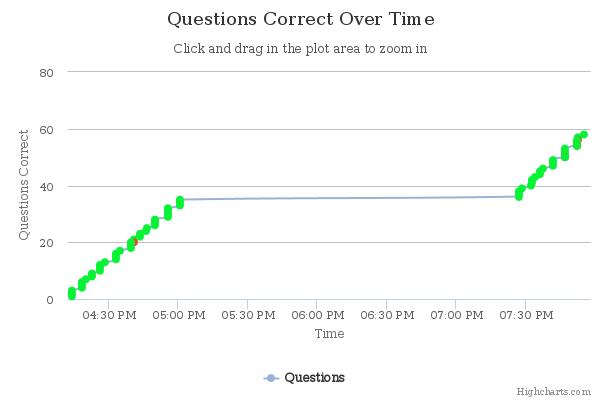 Questions Correct Over Time
Click and drag in the plot area to zoom in
Questions Correct
80
60
40
20
0
04:30 PM 05:00 PM 05:30 PM 06:00 PM 06:30 PM 07:00 PM 07:30 PM
Time
Questions
Highcharts.com